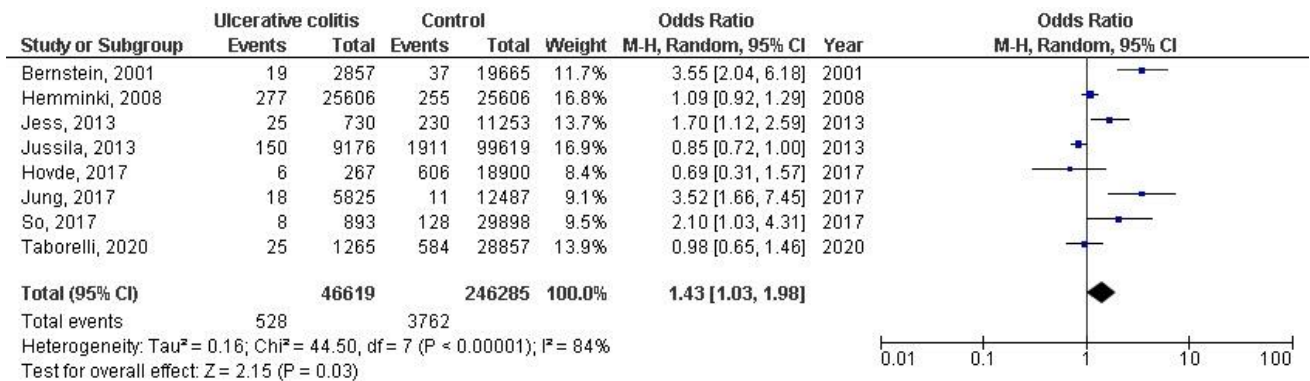 Ulcerative colitis Control Odds Ratio Odds Ratio
Study or Subgroup Events Total Events Total Weight M-H, Random, 95% CI Year M-H, Random, 95% CI
Bernstein, 2001 19 2857 37 19665 11.7% 3.55 [2.04, 6.18] 2001
Hemminki, 2008 277 25606 255 25606 16.8% 1.09 [0.92, 1.29] 2008
Jess, 2013 25 730 230 11253 13.7% 1.70 [1.12, 2.59] 2013
Jussila, 2013 150 9176 1911 99619 16.9% 0.85 [0.72, 1.00] 2013
Hovde, 2017 6 267 606 18900 8.4% 0.69 [0.31, 1.57] 2017
Jung, 2017 18 5825 11 12487 9.1% 3.52 [1.66, 7.45] 2017
So, 2017 8 893 128 29898 9.5% 2.10 [1.03, 4.31] 2017
Taborelli, 2020 25 1265 584 28857 13.9% 0.98 [0.65, 1.46] 2020
Total (95% CI) 46619 246285 100.0% 1.43 [1.03, 1.98]
Total events 528 3762
Heterogeneity: Tau² = 0.16; Chi² = 44.50, df = 7 (P < 0.00001); I² = 84%
Test for overall effect: Z = 2.15 (P = 0.03)
0.01 0.1 1 10 100